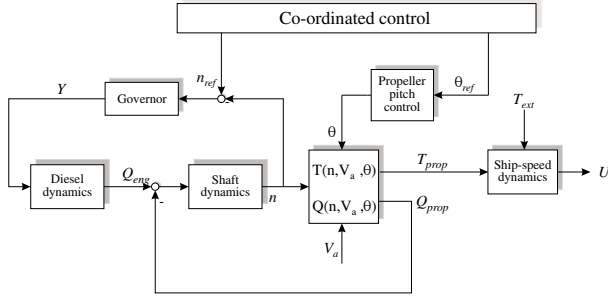 Co-ordinated control
n_ref
Propeller
pitch
control
θ_ref
Y
Governor
-
θ
T_ext
Diesel
dynamics
Q_eng
-
Shaft
dynamics
n
T(n,V_a ,θ)
Q(n,V_a ,θ)
T_prop
Q_prop
Ship-speed
dynamics
U
V_a